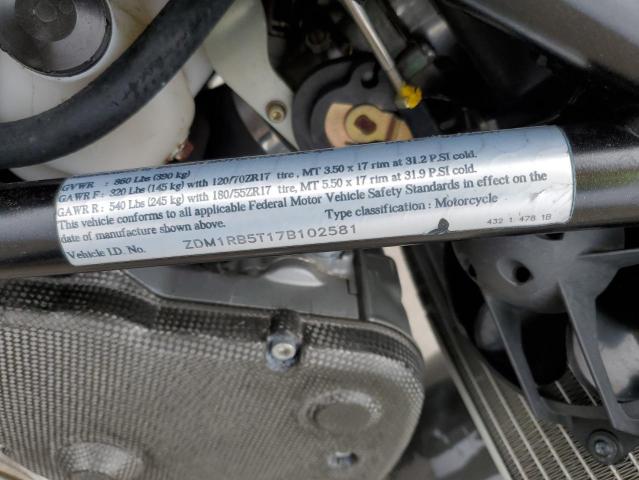 GVWR : 860 Lbs (390 kg)
GAWR F : 320 Lbs (145 kg) with 120/70ZR17 tire, MT 3.50 x 17 rim at 31.2 P.SI cold.
GAWR R : 540 Lbs (245 kg) with 180/55ZR17 tire, MT 5.50 x 17 rim at 31.9 P.SI cold.
This vehicle conforms to all applicable Federal Motor Vehicle Safety Standards in effect on the
date of manufacture shown above. Type classification : Motorcycle
Vehicle I.D. No. ZDM1RB5T17B102581 432 1 478 1B